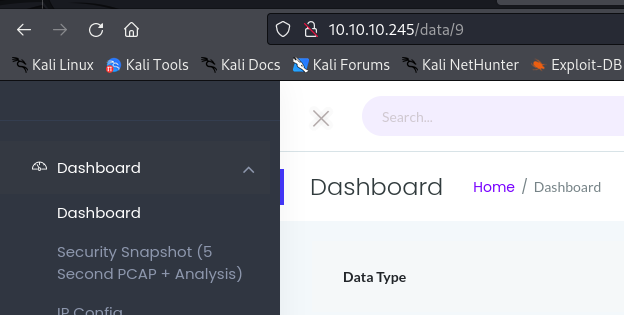 10.10.10.245/data/9
Kali Linux Kali Tools Kali Docs Kali Forums Kali NetHunter Exploit-DB
Search...
Dashboard
Dashboard
Security Snapshot (5
Second PCAP + Analysis)
IP Config
Dashboard
Home / Dashboard
Data Type